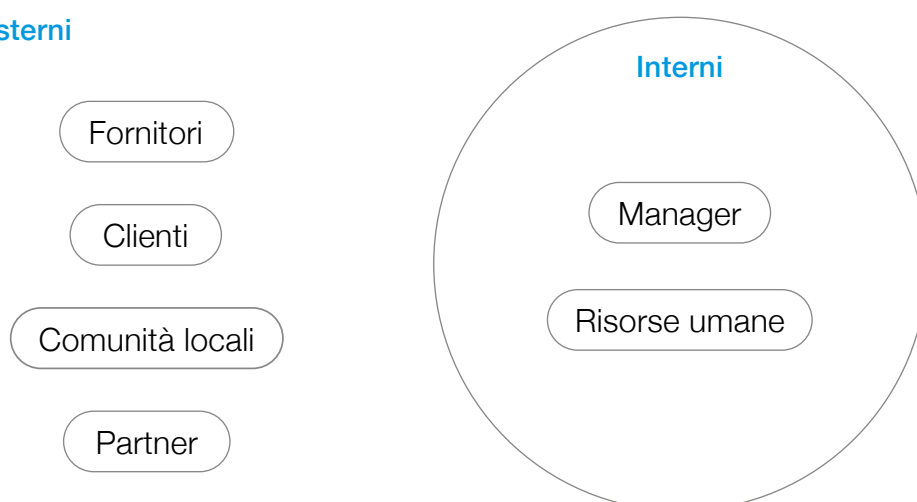 sterni
Fornitori
Clienti
Comunità locali
Partner
Interni
Manager
Risorse umane